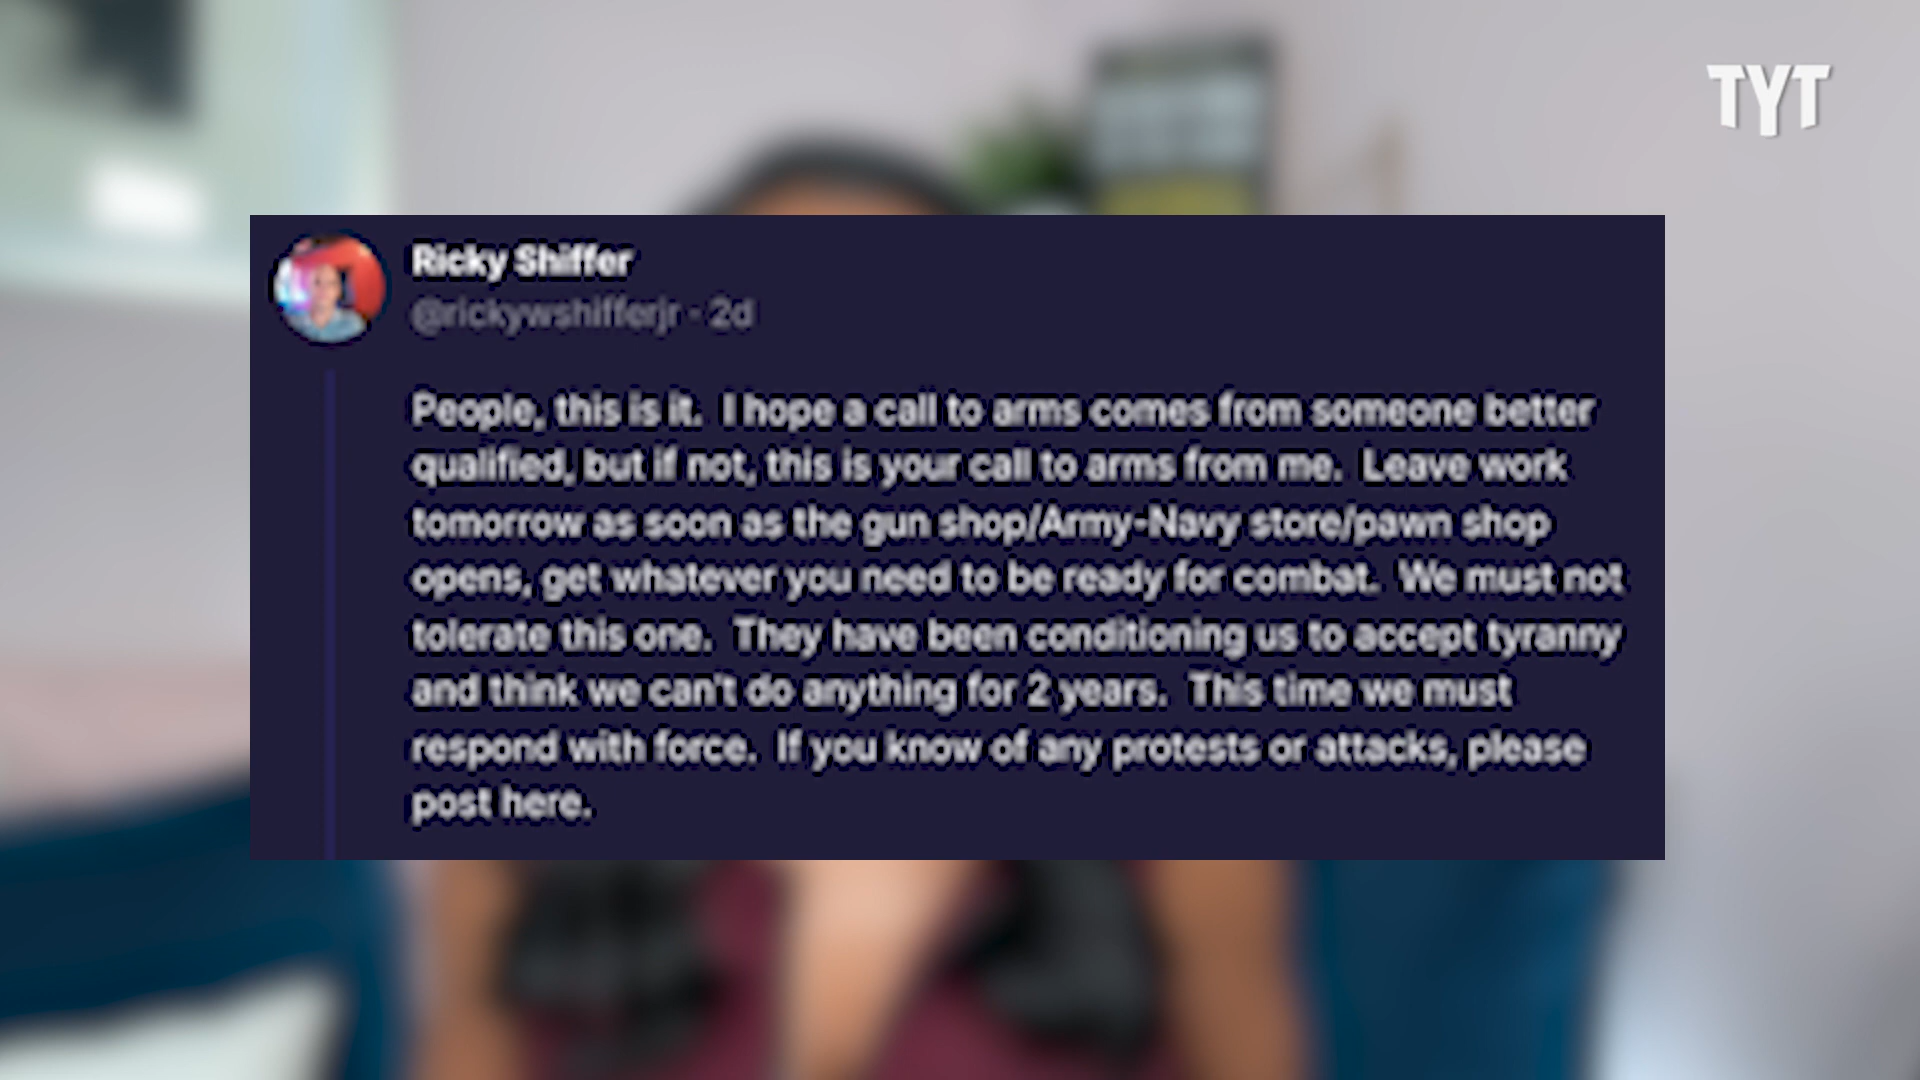 TYT
Ricky Shiffer
@rickywshifferjr · 2d
People, this is it. I hope a call to arms comes from someone better
qualified, but if not, this is your call to arms from me. Leave work
tomorrow as soon as the gun shop/Army-Navy store/pawn shop
opens, get whatever you need to be ready for combat. We must not
tolerate this one. They have been conditioning us to accept tyranny
and think we can't do anything for 2 years. This time we must
respond with force. If you know of any protests or attacks, please
post here.